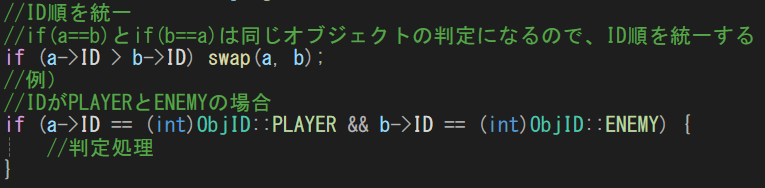 //ID順を統一
//if(a==b)とif(b==a)は同じオブジェクトの判定になるので、ID順を統一する
if (a->ID > b->ID) swap(a, b);
//例)
//IDがPLAYERとENEMYの場合
if (a->ID == (int)ObjID::PLAYER && b->ID == (int)ObjID::ENEMY) {
    //判定処理
}